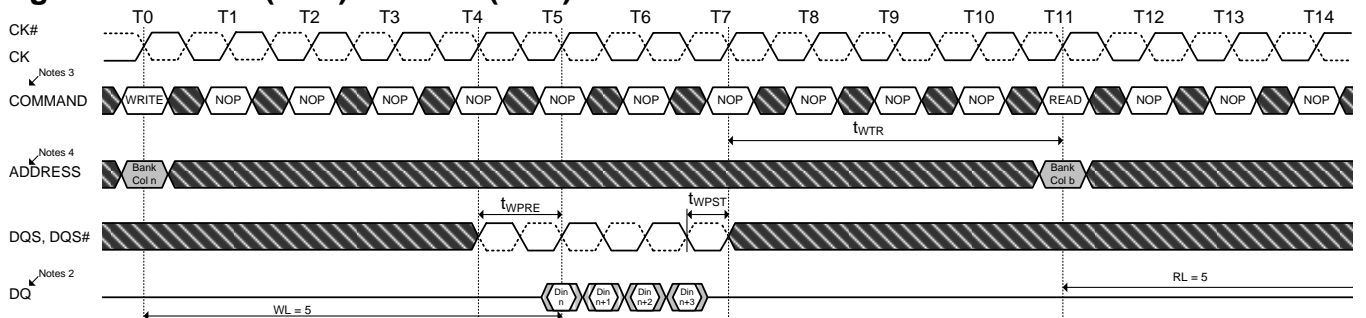 T0 T1 T2 T3 T4 T5 T6 T7 T8 T9 T10 T11 T12 T13 T14
CK#
CK
Notes 3
COMMAND WRITE NOP NOP NOP NOP NOP NOP NOP NOP NOP NOP READ NOP NOP NOP
tWTR
Notes 4
ADDRESS Bank Col n Bank Col b
tWPRE tWPST
DQS, DQS#
Notes 2
DQ Din n Din n+1 Din n+2 Din n+3
RL = 5
WL = 5